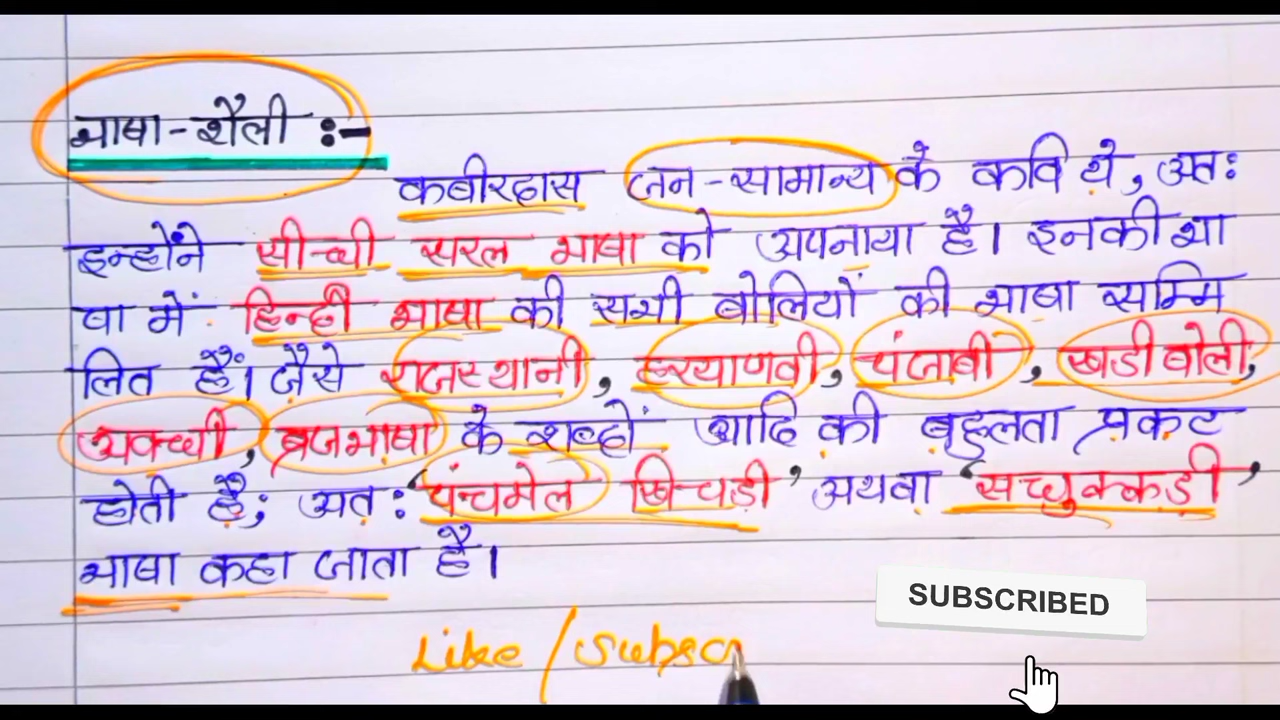 भाषा-शैली :-
कबीरदास जन-सामान्य के कवि थे, अतः
इन्होंने सीधी सरल भाषा को अपनाया है। इनकी भा
षा में हिन्दी भाषा की सभी बोलियों की भाषा सम्मि
लित हैं। जैसे राजस्थानी, हरयाणवी, पंजाबी, खडी बोली,
अवधी, ब्रजभाषा के शब्दों आदि की बहुलता प्रकट
होती है; अतः 'पंचमेल खिचड़ी' अथवा 'सधुक्कड़ी'
भाषा कहा जाता है।
SUBSCRIBED
Like / Subsc